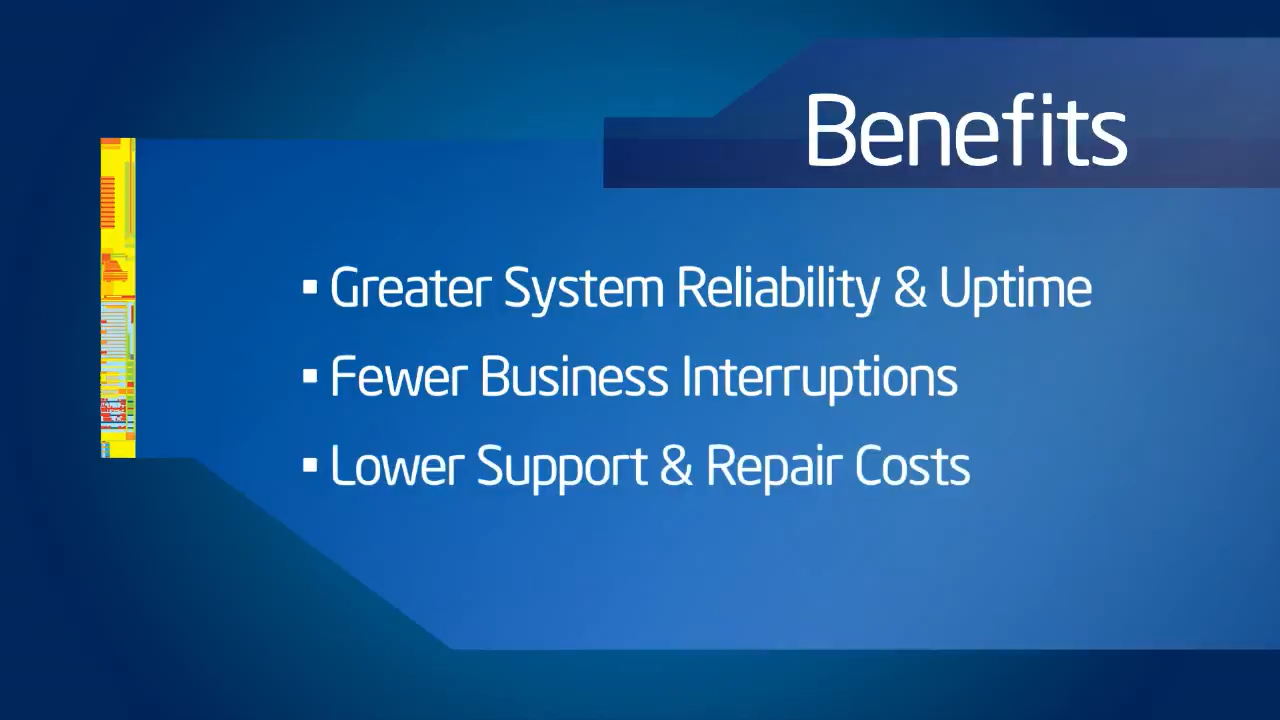 Benefits
▪ Greater System Reliability & Uptime
▪ Fewer Business Interruptions
▪ Lower Support & Repair Costs